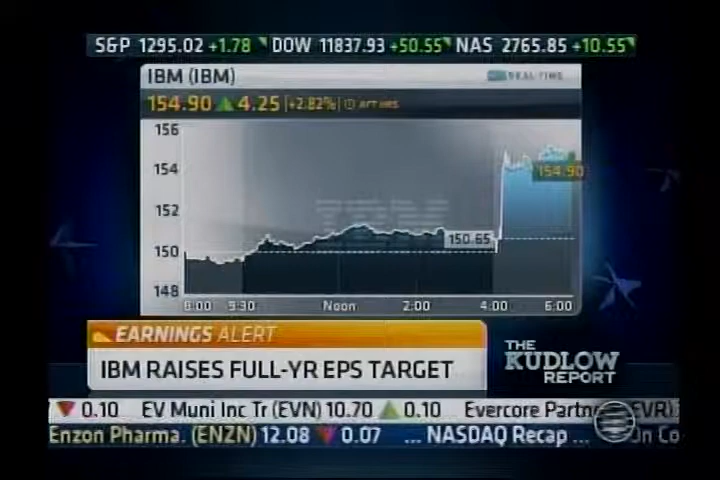 S&P 1295.02 +1.78 DOW 11837.93 +50.55 NAS 2765.85 +10.55
IBM (IBM)
REAL-TIME
154.90 4.25 [+2.82%] AFT HRS
156
154
154.90
152
IBM
150.65
150
148
8:00 9:30 Noon 2:00 4:00 6:00
EARNINGS ALERT
IBM RAISES FULL-YR EPS TARGET
THE
KUDLOW
REPORT
0.10 EV Muni Inc Tr (EVN) 10.70 0.10 Evercore Partn EVR)
Enzon Pharma. (ENZN) 12.08 0.07 ... NASDAQ Recap ... On Co